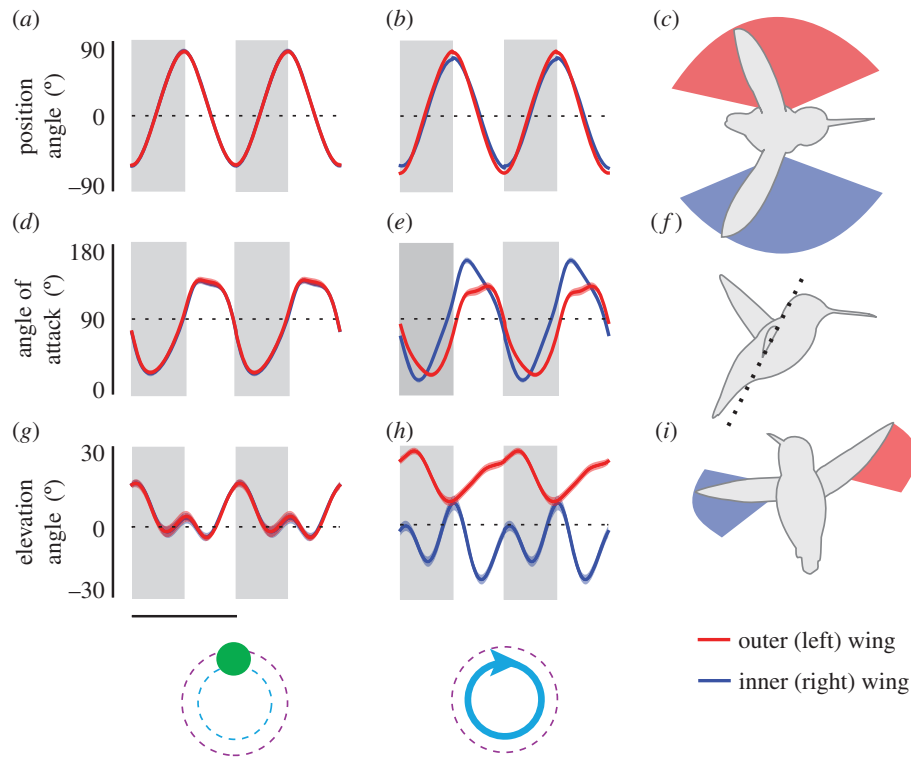 (a)
(b)
(c)
position
angle (°)
90
0
–90
(d)
(e)
(f)
angle of
attack (°)
180
90
0
(g)
(h)
(i)
elevation
angle (°)
30
0
–30
outer (left) wing
inner (right) wing